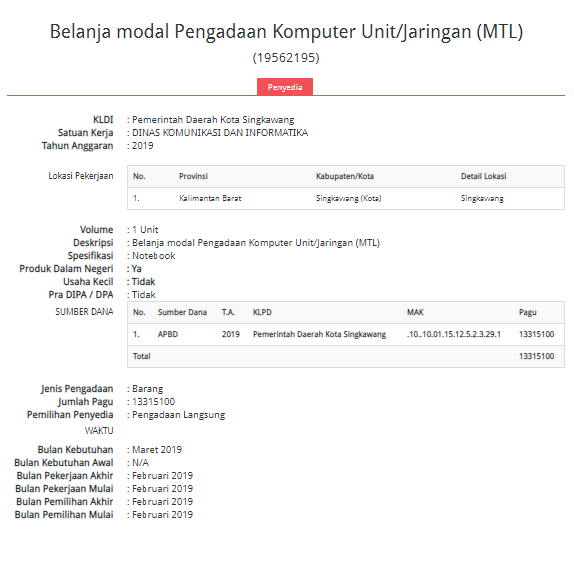 Belanja modal Pengadaan Komputer Unit/Jaringan (MTL)
(19562195)
Penyedia
KLDI : Pemerintah Daerah Kota Singkawang
Satuan Kerja : DINAS KOMUNIKASI DAN INFORMATIKA
Tahun Anggaran : 2019
Lokasi Pekerjaan
No. Provinsi Kabupaten/Kota Detail Lokasi
1. Kalimantan Barat Singkawang (Kota) Singkawang
Volume : 1 Unit
Deskripsi : Belanja modal Pengadaan Komputer Unit/Jaringan (MTL)
Spesifikasi : Notebook
Produk Dalam Negeri : Ya
Usaha Kecil : Tidak
Pra DIPA / DPA : Tidak
SUMBER DANA
No. Sumber Dana T.A. KLPD MAK Pagu
1. APBD 2019 Pemerintah Daerah Kota Singkawang .10..10.01.15.12.5.2.3.29.1 13315100
Total 13315100
Jenis Pengadaan : Barang
Jumlah Pagu : 13315100
Pemilihan Penyedia : Pengadaan Langsung
WAKTU
Bulan Kebutuhan : Maret 2019
Bulan Kebutuhan Awal : N/A
Bulan Pekerjaan Akhir : Februari 2019
Bulan Pekerjaan Mulai : Februari 2019
Bulan Pemilihan Akhir : Februari 2019
Bulan Pemilihan Mulai : Februari 2019